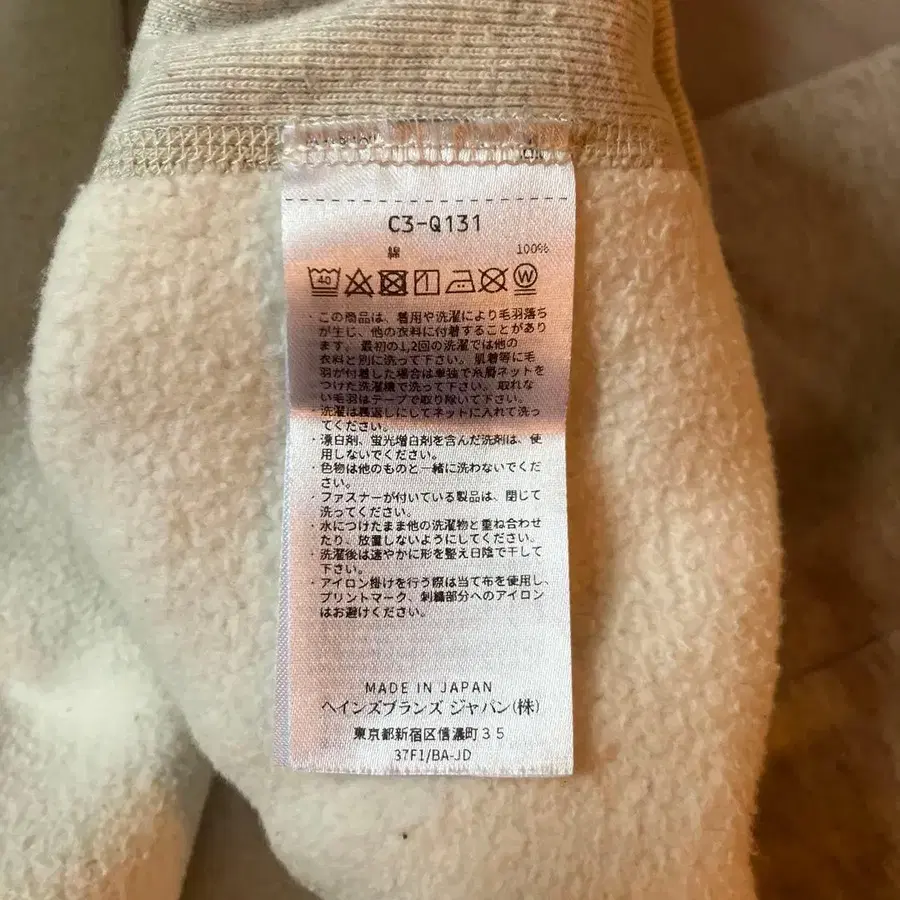 C3-Q131
綿 100%
40
W
・この商品は、着用や洗濯により毛羽落ち
が生じ、他の衣料に付着することがあり
ます。最初の1,2回の洗濯では他の
衣料と別に洗って下さい。肌着等に毛
羽が付着した場合は単独で糸屑ネットを
つけた洗濯機で洗って下さい。取れな
い毛羽はテープで取り除いて下さい。
・洗濯は裏返しにしてネットに入れて洗っ
てください。
・漂白剤、蛍光増白剤を含んだ洗剤は、使
用しないでください。
・色物は他のものと一緒に洗わないでくだ
さい。
・ファスナーが付いている製品は、閉じて
洗ってください。
・水につけたまま他の洗濯物と重ね合わせ
たり、放置しないようにしてください。
・洗濯後は速やかに形を整え日陰で干して
下さい。
・アイロン掛けを行う際は当て布を使用し、
プリントマーク、刺繍部分へのアイロン
はお避けください。
MADE IN JAPAN
ヘインズブランズ ジャパン(株)
東京都新宿区信濃町35
37F1/BA-JD